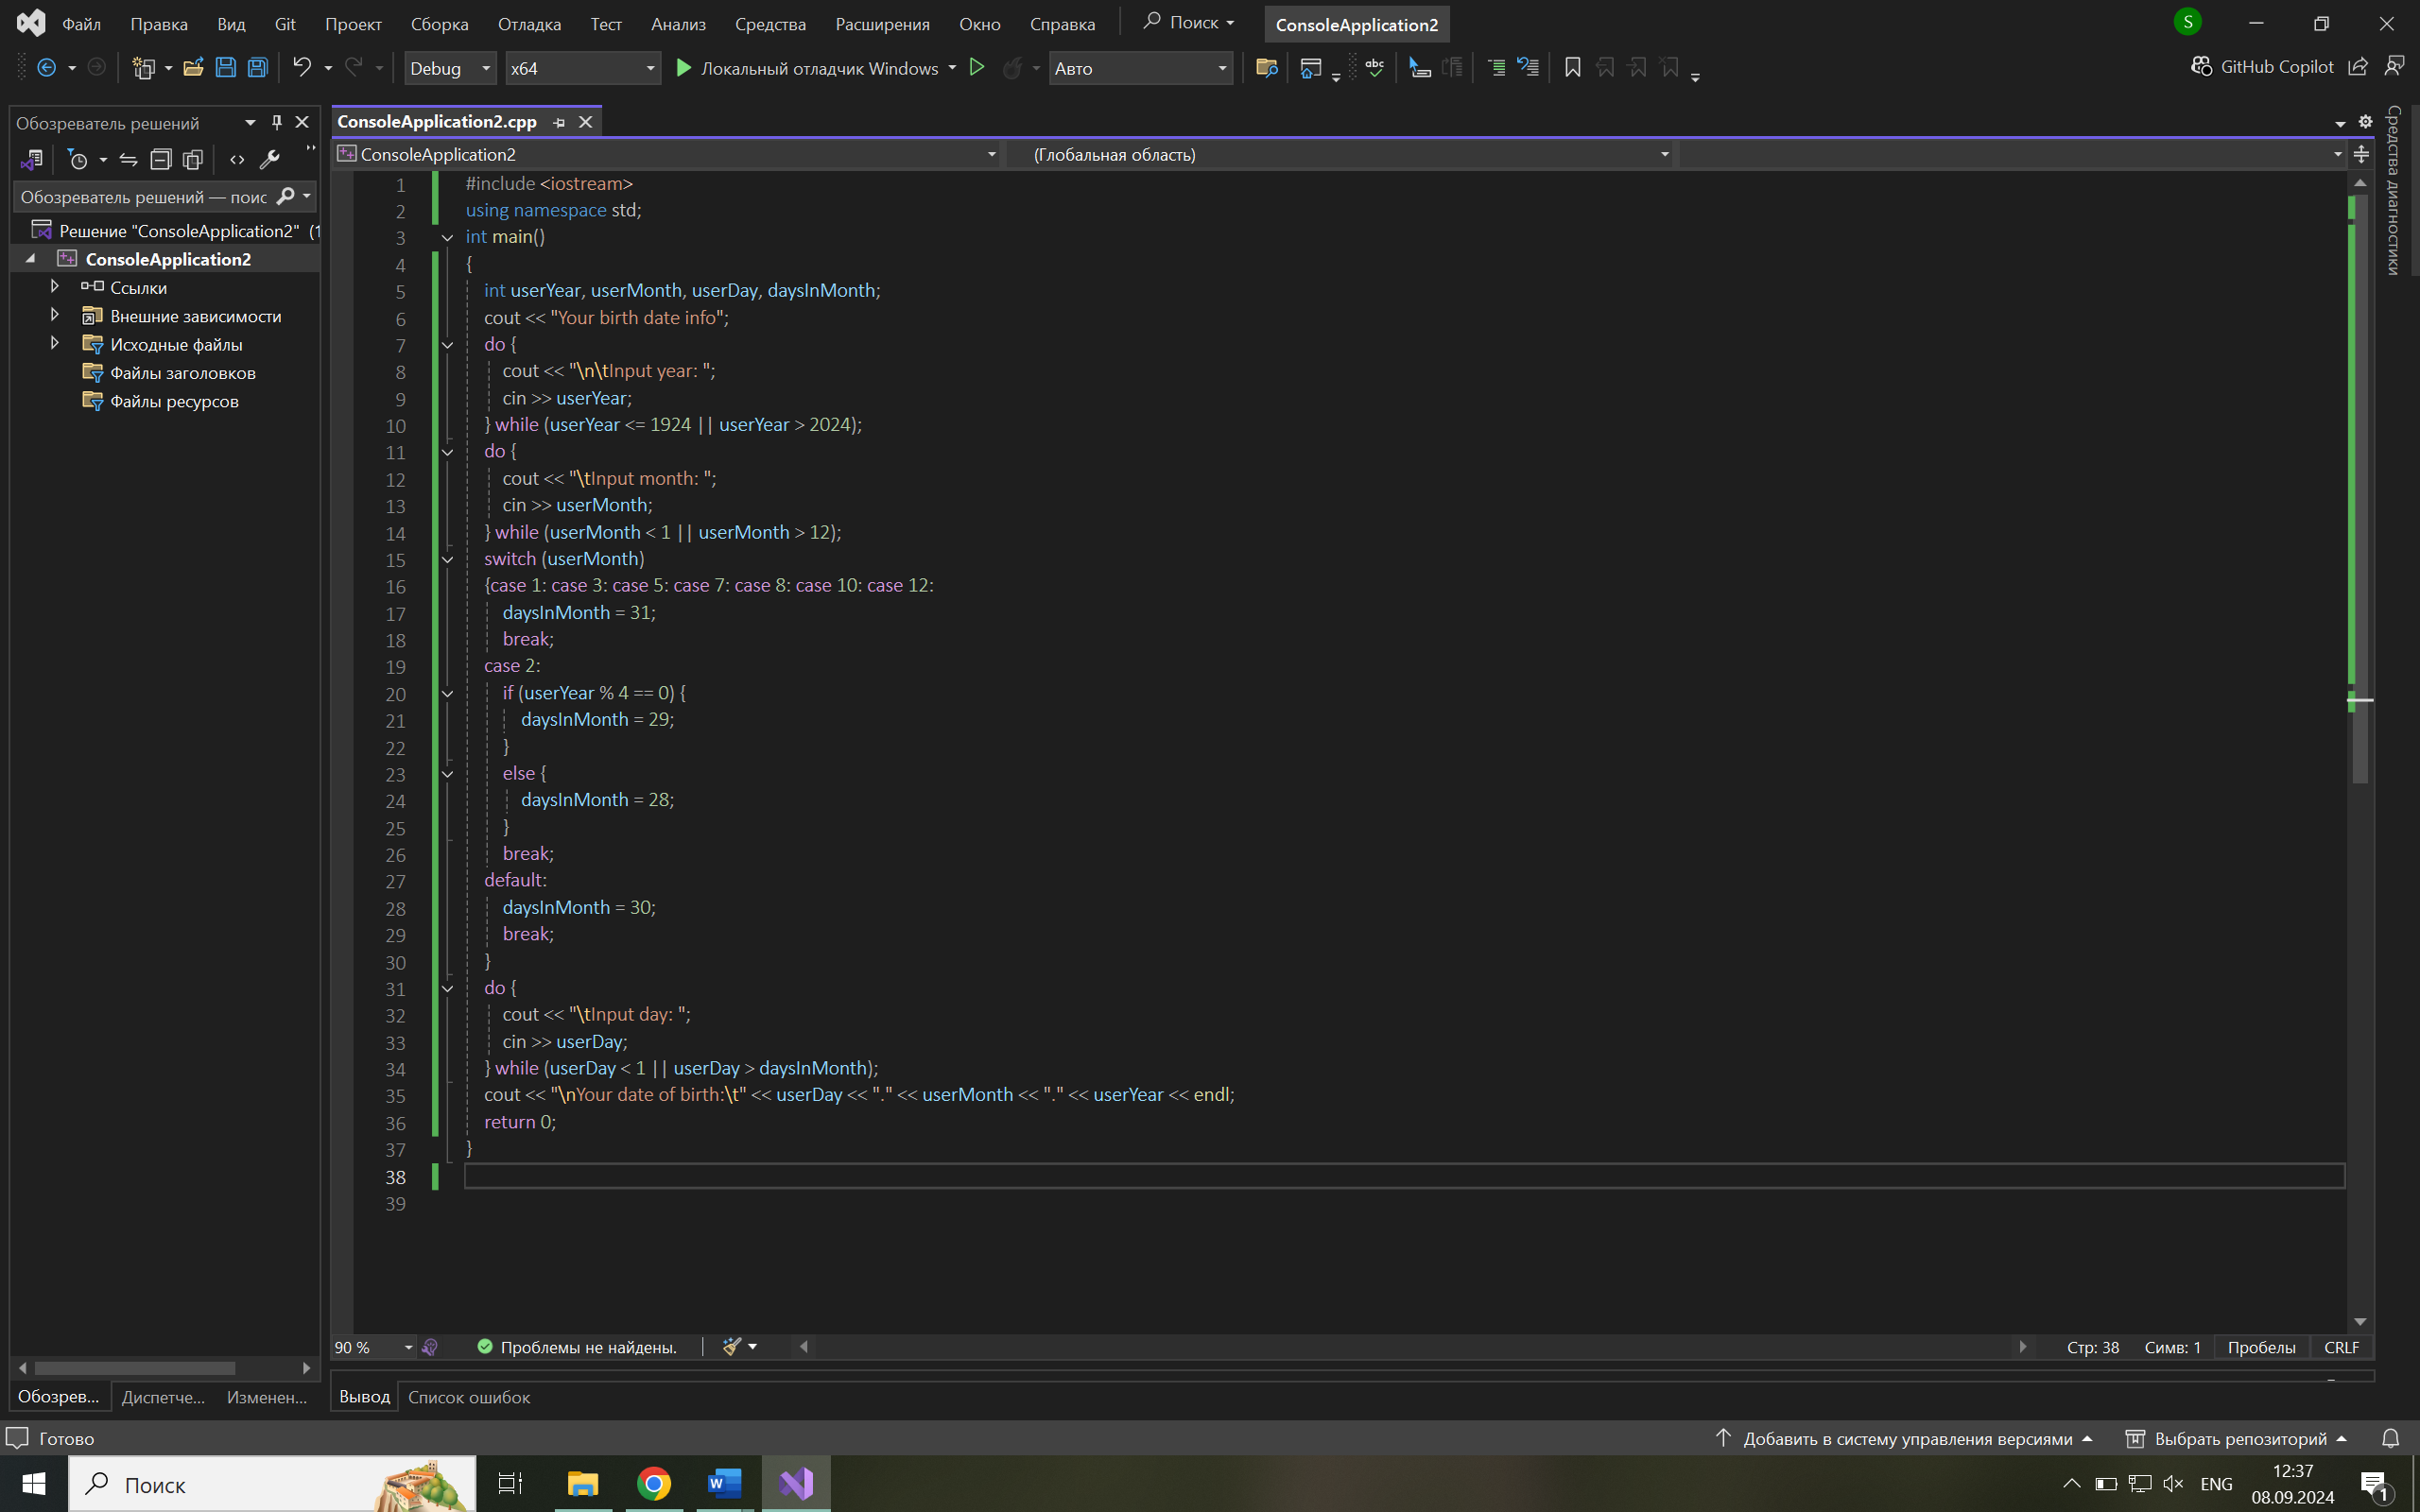 Файл Правка Вид Git Проект Сборка Отладка Тест Анализ Средства Расширения Окно Справка Поиск ConsoleApplication2 S
Debug x64 Локальный отладчик Windows Авто abc GitHub Copilot
Обозреватель решений
Обозреватель решений — поис
Решение "ConsoleApplication2" (1
ConsoleApplication2
Ссылки
Внешние зависимости
Исходные файлы
Файлы заголовков
Файлы ресурсов
Обозрев... Диспетче... Изменен...
ConsoleApplication2.cpp
ConsoleApplication2 (Глобальная область)
1 #include <iostream>
2 using namespace std;
3 int main()
4 {
5 int userYear, userMonth, userDay, daysInMonth;
6 cout << "Your birth date info";
7 do {
8 cout << "\n\tInput year: ";
9 cin >> userYear;
10 } while (userYear <= 1924 || userYear > 2024);
11 do {
12 cout << "\tInput month: ";
13 cin >> userMonth;
14 } while (userMonth < 1 || userMonth > 12);
15 switch (userMonth)
16 {case 1: case 3: case 5: case 7: case 8: case 10: case 12:
17 daysInMonth = 31;
18 break;
19 case 2:
20 if (userYear % 4 == 0) {
21 daysInMonth = 29;
22 }
23 else {
24 daysInMonth = 28;
25 }
26 break;
27 default:
28 daysInMonth = 30;
29 break;
30 }
31 do {
32 cout << "\tInput day: ";
33 cin >> userDay;
34 } while (userDay < 1 || userDay > daysInMonth);
35 cout << "\nYour date of birth:\t" << userDay << "." << userMonth << "." << userYear << endl;
36 return 0;
37 }
38
39
Средства диагностики
90 % Проблемы не найдены. Стр: 38 Симв: 1 Пробелы CRLF
Вывод Список ошибок
Готово Добавить в систему управления версиями Выбрать репозиторий
Поиск ENG 12:37
08.09.2024 1